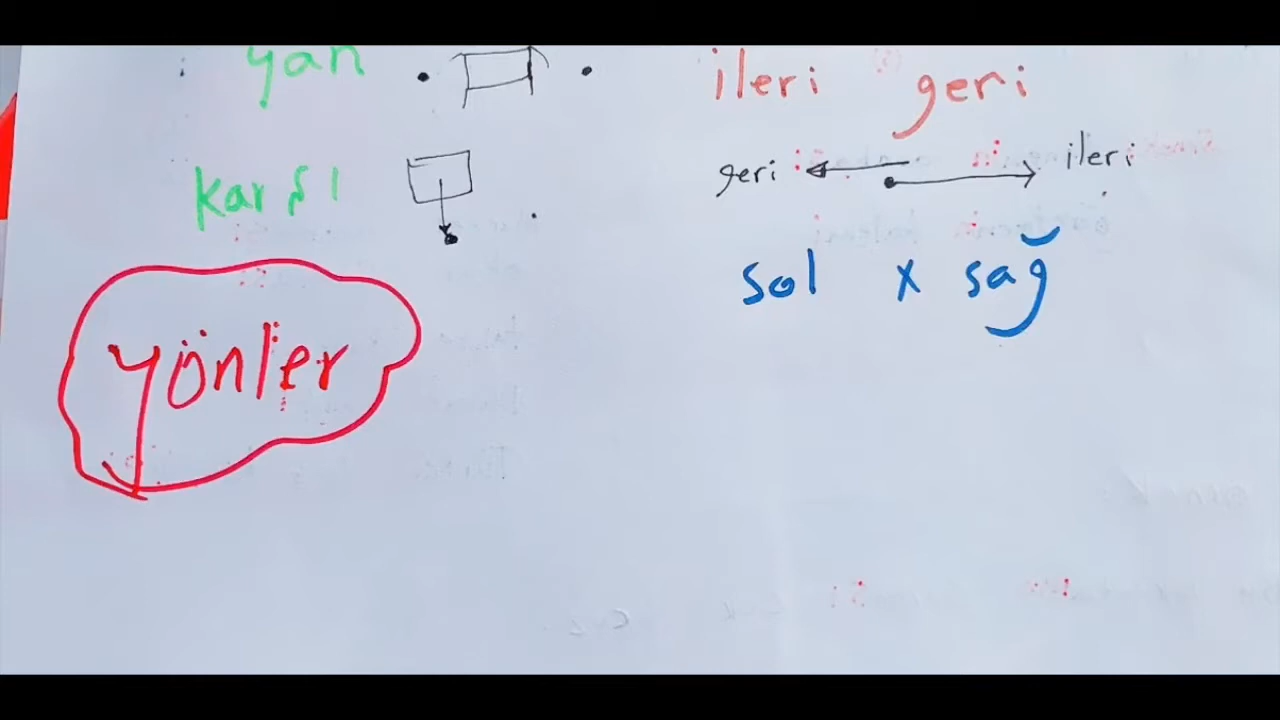 yan
ileri geri
karşı
geri ileri
sol x sağ
yönler